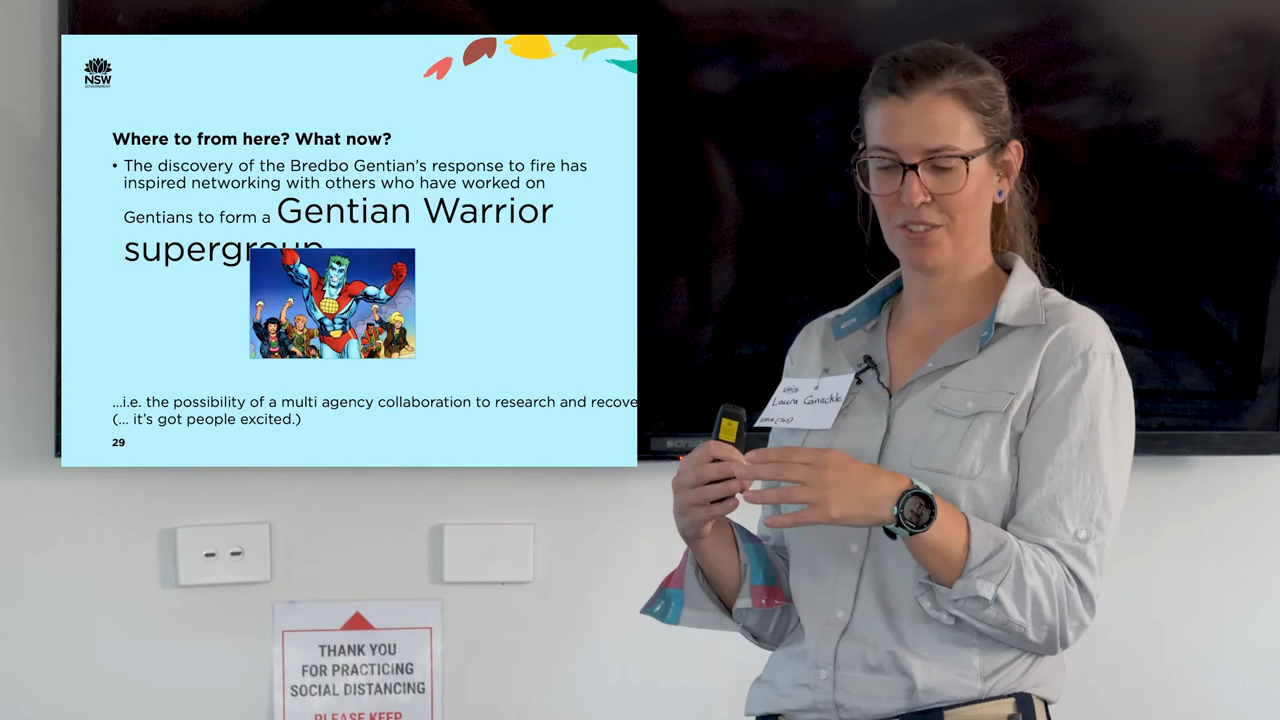 NSW
GOVERNMENT
Where to from here? What now?
• The discovery of the Bredbo Gentian's response to fire has
inspired networking with others who have worked on
Gentians to form a Gentian Warrior
supergroup
...i.e. the possibility of a multi agency collaboration to research and recove
(... it's got people excited.)
29
Laura Canackle
THANK YOU
FOR PRACTICING
SOCIAL DISTANCING
PLEASE KEEP